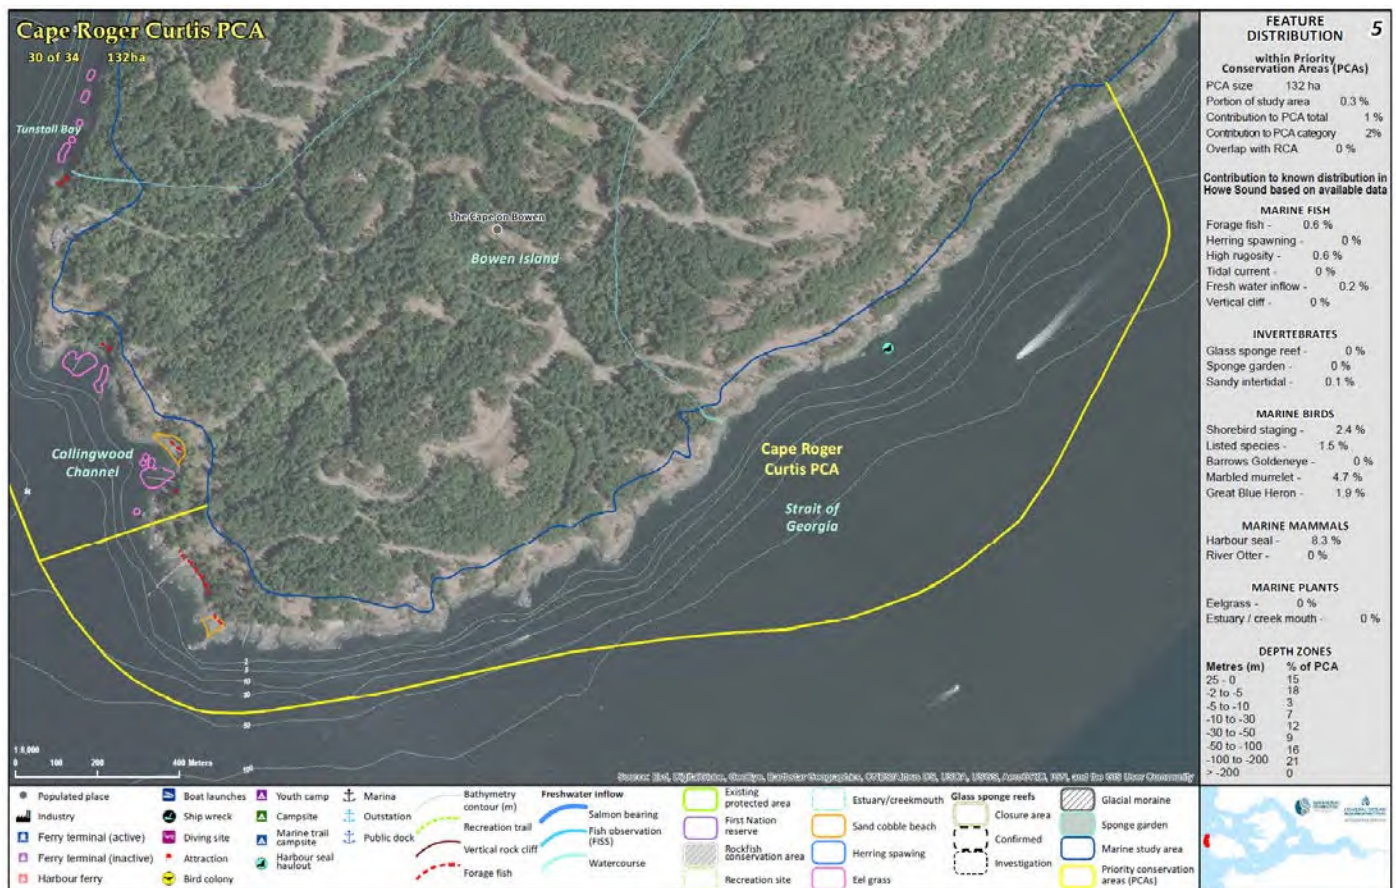 Cape Roger Curtis PCA
30 of 34 132ha
Tunstall Bay
The Cape on Bowen
Bowen Island
Collingwood
Channel
Cape Roger
Curtis PCA
Strait of
Georgia
2
5
10
30
50
100
1:8,000
0 100 200 400 Meters
FEATURE
DISTRIBUTION
5
within Priority
Conservation Areas (PCAs)
PCA size 132 ha
Portion of study area 0.3 %
Contribution to PCA total 1 %
Contribution to PCA category 2%
Overlap with RCA 0 %
Contribution to known distribution in
Howe Sound based on available data
MARINE FISH
Forage fish - 0.6 %
Herring spawning - 0 %
High rugosity - 0.6 %
Tidal current - 0 %
Fresh water inflow - 0.2 %
Vertical cliff - 0 %
INVERTEBRATES
Glass sponge reef - 0 %
Sponge garden - 0 %
Sandy intertidal - 0.1 %
MARINE BIRDS
Shorebird staging - 2.4 %
Listed species - 1.5 %
Barrows Goldeneye - 0 %
Marbled murrelet - 4.7 %
Great Blue Heron - 1.9 %
MARINE MAMMALS
Harbour seal - 8.3 %
River Otter - 0 %
MARINE PLANTS
Eelgrass - 0 %
Estuary / creek mouth - 0 %
DEPTH ZONES
Metres (m) % of PCA
25 - 0 15
-2 to -5 18
-5 to -10 3
-10 to -30 7
-30 to -50 12
-50 to -100 9
-100 to -200 16
> -200 21
0
Populated place
Industry
Ferry terminal (active)
Ferry terminal (inactive)
Harbour ferry
Boat launches
Ship wreck
Diving site
Attraction
Bird colony
Youth camp
Campsite
Marine trail
campsite
Harbour seal
haulout
Marina
Outstation
Public dock
Bathymetry
contour (m)
Recreation trail
Vertical rock cliff
Forage fish
Freshwater inflow
Salmon bearing
Fish observation
(FISS)
Watercourse
Existing
protected area
First Nation
reserve
Rockfish
conservation area
Recreation site
Estuary/creekmouth
Sand cobble beach
Herring spawing
Eel grass
Glass sponge reefs
Closure area
Confirmed
Investigation
Glacial moraine
Sponge garden
Marine study area
Priority conservation
areas (PCAs)